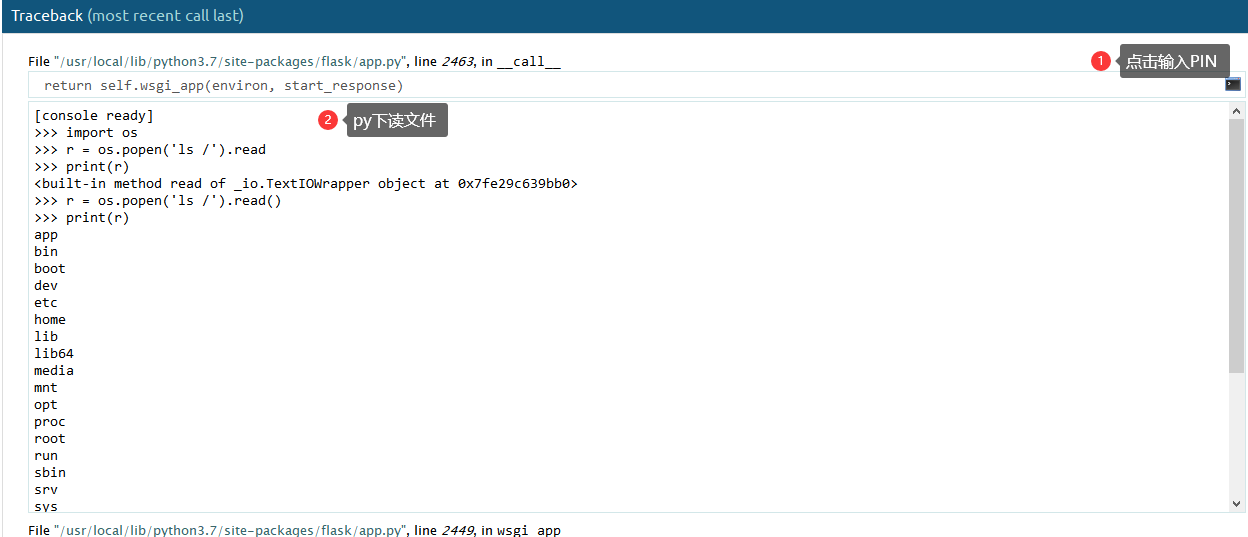 Traceback (most recent call last)
File "/usr/local/lib/python3.7/site-packages/flask/app.py", line 2463, in __call__
1 点击输入PIN
return self.wsgi_app(environ, start_response)
[console ready]
2 py下读文件
>>> import os
>>> r = os.popen('ls /').read
>>> print(r)
<built-in method read of _io.TextIOWrapper object at 0x7fe29c639bb0>
>>> r = os.popen('ls /').read()
>>> print(r)
app
bin
boot
dev
etc
home
lib
lib64
media
mnt
opt
proc
root
run
sbin
srv
sys
File "/usr/local/lib/python3.7/site-packages/flask/app.py", line 2449, in wsgi_app